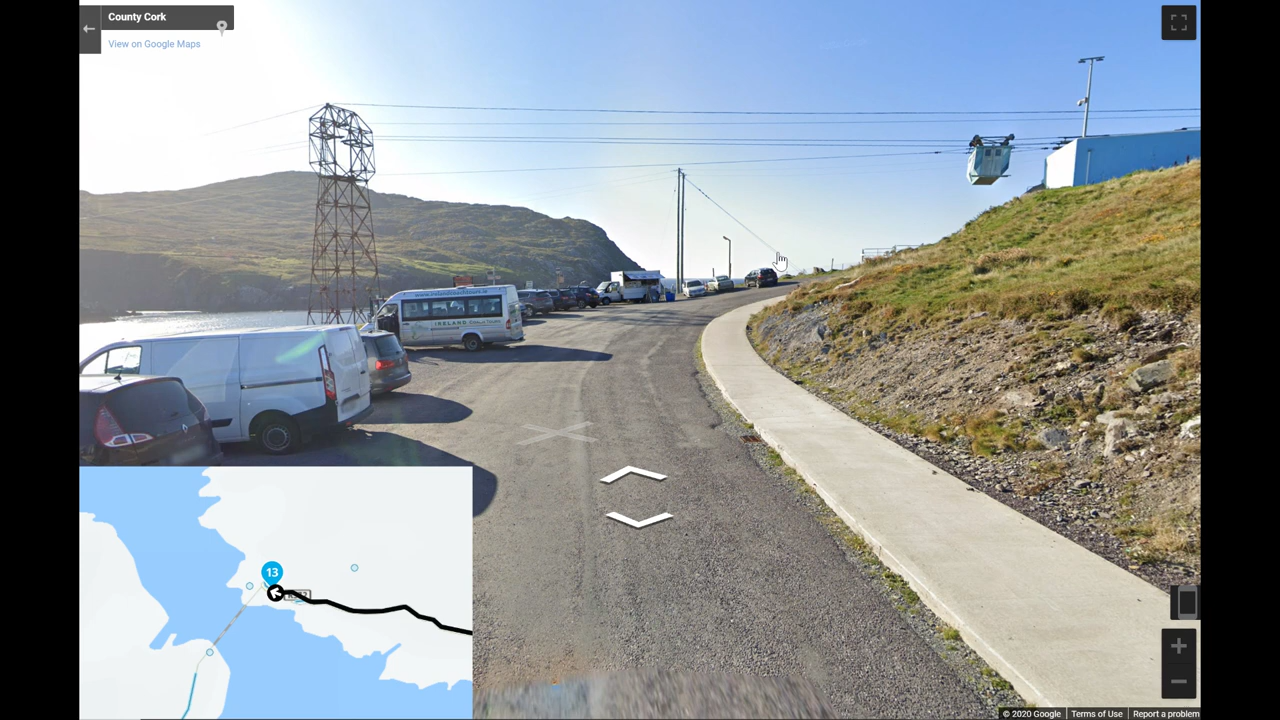 County Cork
View on Google Maps
IRELAND
13
© 2020 Google
Terms of Use
Report a problem